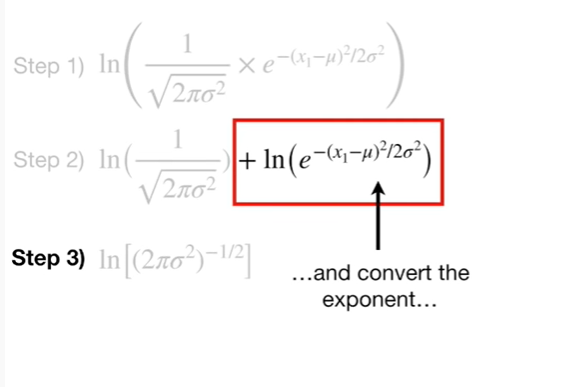 Step 1) ln(1/√(2πσ²) × e^(−(x₁−μ)²/2σ²))
Step 2) ln(1/√(2πσ²)) + ln(e^(−(x₁−μ)²/2σ²))
Step 3) ln[(2πσ²)^(−1/2)]
...and convert the
exponent...